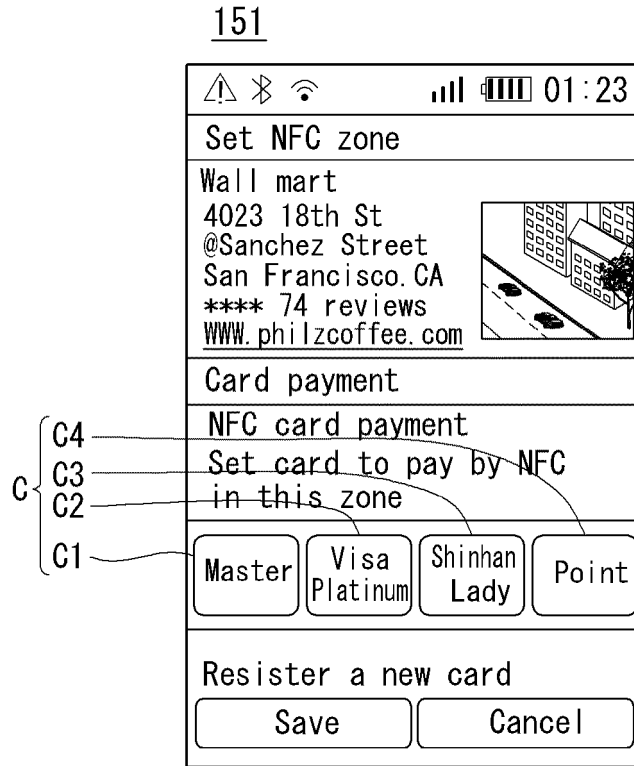 151
01:23
Set NFC zone
Wall mart
4023 18th St
@Sanchez Street
San Francisco.CA
**** 74 reviews
WWW.philzcoffee.com
Card payment
NFC card payment
Set card to pay by NFC
in this zone
C
C4
C3
C2
C1
Master
Visa
Platinum
Shinhan
Lady
Point
Resister a new card
Save
Cancel